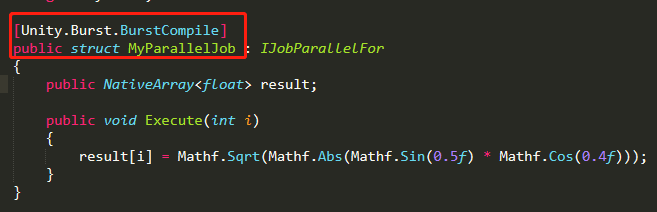 [Unity.Burst.BurstCompile]
public struct MyParallelJob : IJobParallelFor
{
    public NativeArray<float> result;

    public void Execute(int i)
    {
        result[i] = Mathf.Sqrt(Mathf.Abs(Mathf.Sin(0.5f) * Mathf.Cos(0.4f)));
    }
}